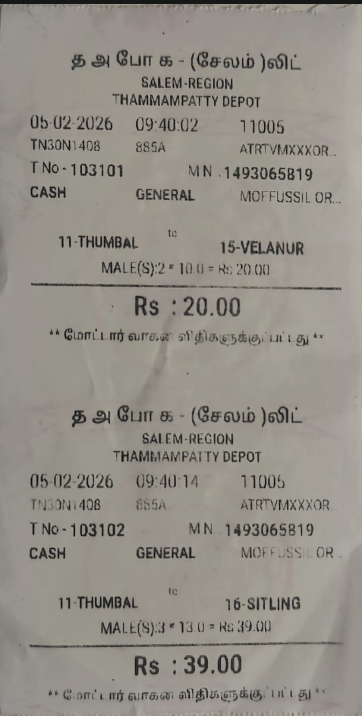 த அ போ க - (சேலம் )லிட்
SALEM-REGION
THAMMAMPATTY DEPOT
05-02-2026 09:40:02 11005
TN30N1408 885A ATRTVMXXXOR...
T No - 103101 M N .1493065819
CASH GENERAL MOFFUSSIL OR...
to
11-THUMBAL 15-VELANUR
MALE(S):2 * 10.0 = Rs 20.00
Rs : 20.00
** மோட்டார் வாகன விதிகளுக்குட்பட்டது **
த அ போ க - (சேலம் )லிட்
SALEM-REGION
THAMMAMPATTY DEPOT
05-02-2026 09:40:14 11005
TN30N1408 885A ATRTVMXXXOR...
T No - 103102 M N .1493065819
CASH GENERAL MOFFUSSIL OR...
to
11-THUMBAL 16-SITLING
MALE(S):3 * 13.0 = Rs 39.00
Rs : 39.00
** மோட்டார் வாகன விதிகளுக்குட்பட்டது **